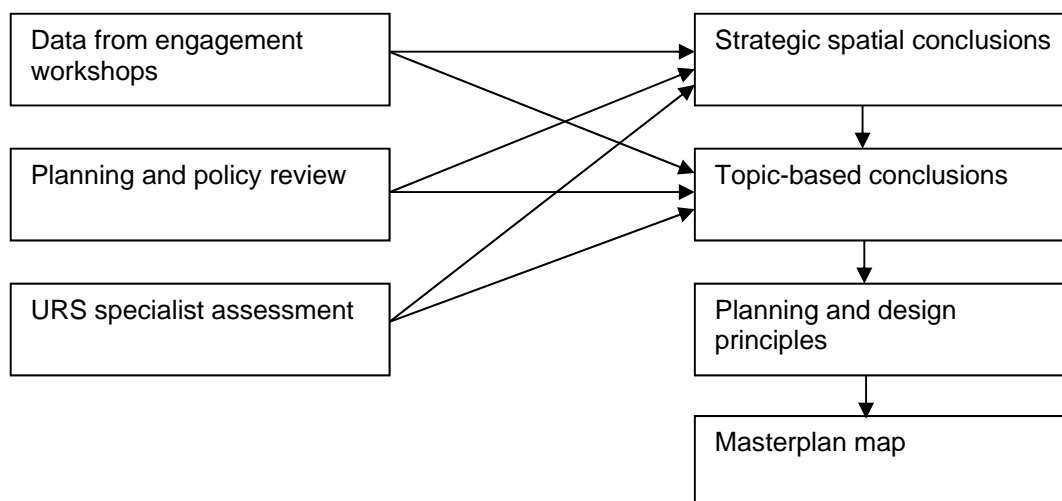 Data from engagement
workshops
Strategic spatial conclusions
Planning and policy review
Topic-based conclusions
URS specialist assessment
Planning and design
principles
Masterplan map